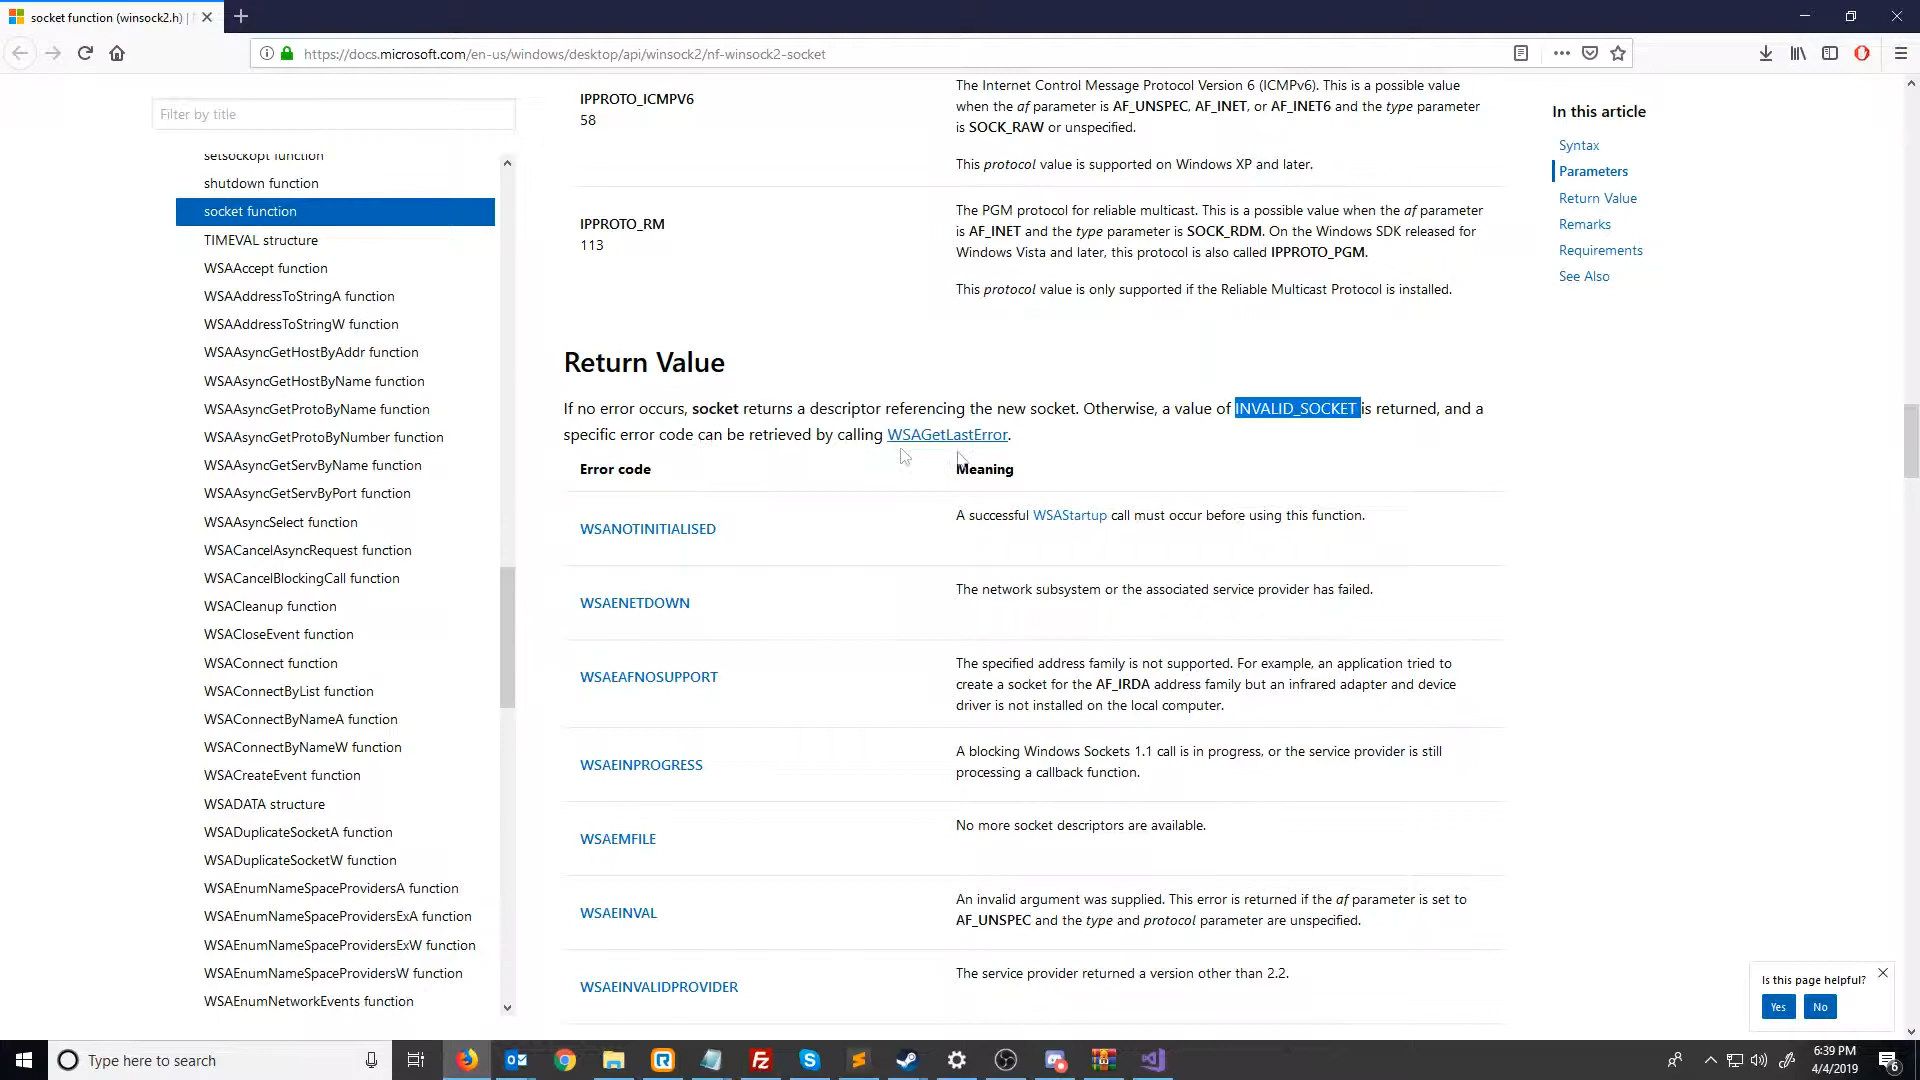 socket function (winsock2.h) |
https://docs.microsoft.com/en-us/windows/desktop/api/winsock2/nf-winsock2-socket
Filter by title
setsockopt function
shutdown function
socket function
TIMEVAL structure
WSAAccept function
WSAAddressToStringA function
WSAAddressToStringW function
WSAAsyncGetHostByAddr function
WSAAsyncGetHostByName function
WSAAsyncGetProtoByName function
WSAAsyncGetProtoByNumber function
WSAAsyncGetServByName function
WSAAsyncGetServByPort function
WSAAsyncSelect function
WSACancelAsyncRequest function
WSACancelBlockingCall function
WSACleanup function
WSACloseEvent function
WSAConnect function
WSAConnectByList function
WSAConnectByNameA function
WSAConnectByNameW function
WSACreateEvent function
WSADATA structure
WSADuplicateSocketA function
WSADuplicateSocketW function
WSAEnumNameSpaceProvidersA function
WSAEnumNameSpaceProvidersExA function
WSAEnumNameSpaceProvidersExW function
WSAEnumNameSpaceProvidersW function
WSAEnumNetworkEvents function
IPPROTO_ICMPV6
58
The Internet Control Message Protocol Version 6 (ICMPv6). This is a possible value
when the af parameter is AF_UNSPEC, AF_INET, or AF_INET6 and the type parameter
is SOCK_RAW or unspecified.
This protocol value is supported on Windows XP and later.
IPPROTO_RM
113
The PGM protocol for reliable multicast. This is a possible value when the af parameter
is AF_INET and the type parameter is SOCK_RDM. On the Windows SDK released for
Windows Vista and later, this protocol is also called IPPROTO_PGM.
This protocol value is only supported if the Reliable Multicast Protocol is installed.
Return Value
If no error occurs, socket returns a descriptor referencing the new socket. Otherwise, a value of INVALID_SOCKET is returned, and a
specific error code can be retrieved by calling WSAGetLastError.
Error code Meaning
WSANOTINITIALISED
A successful WSAStartup call must occur before using this function.
WSAENETDOWN
The network subsystem or the associated service provider has failed.
WSAEAFNOSUPPORT
The specified address family is not supported. For example, an application tried to
create a socket for the AF_IRDA address family but an infrared adapter and device
driver is not installed on the local computer.
WSAEINPROGRESS
A blocking Windows Sockets 1.1 call is in progress, or the service provider is still
processing a callback function.
WSAEMFILE
No more socket descriptors are available.
WSAEINVAL
An invalid argument was supplied. This error is returned if the af parameter is set to
AF_UNSPEC and the type and protocol parameter are unspecified.
WSAEINVALIDPROVIDER
The service provider returned a version other than 2.2.
In this article
Syntax
Parameters
Return Value
Remarks
Requirements
See Also
Is this page helpful?
Yes No
Type here to search
6:39 PM
4/4/2019
6